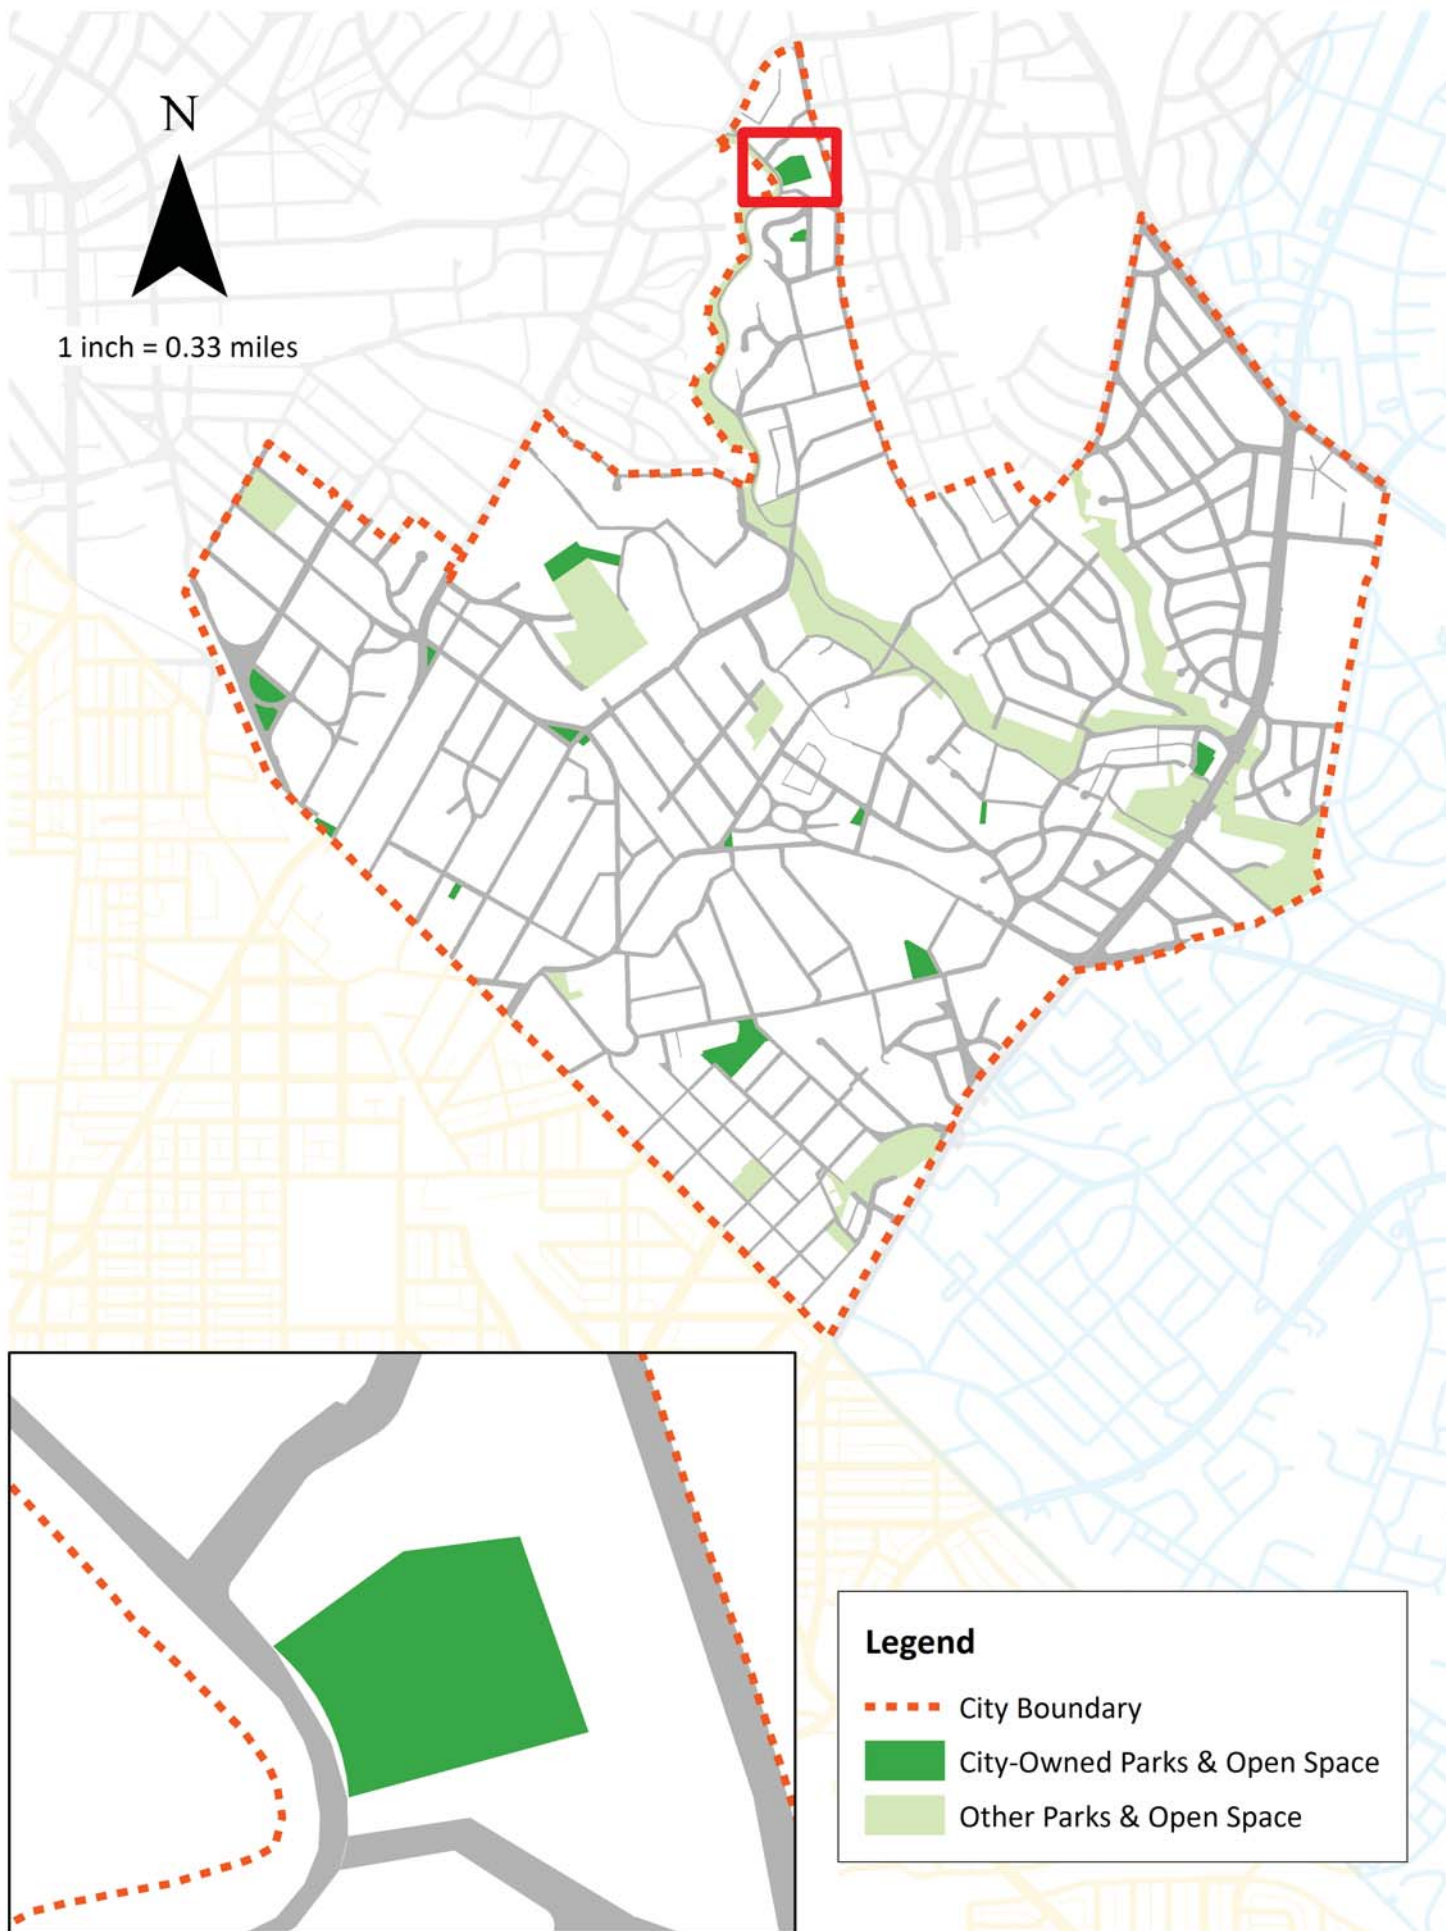 N
1 inch = 0.33 miles
Legend
City Boundary
City-Owned Parks & Open Space
Other Parks & Open Space